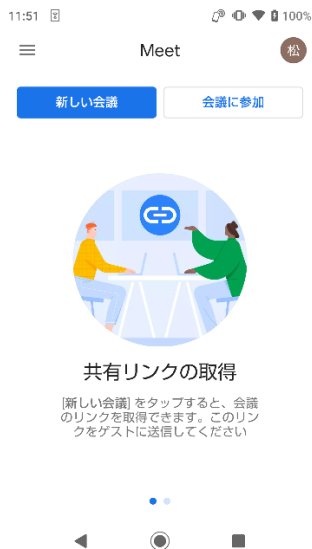 11:51
100%
Meet
松
新しい会議
会議に参加
共有リンクの取得
[新しい会議] をタップすると、会議
のリンクを取得できます。このリン
クをゲストに送信してください